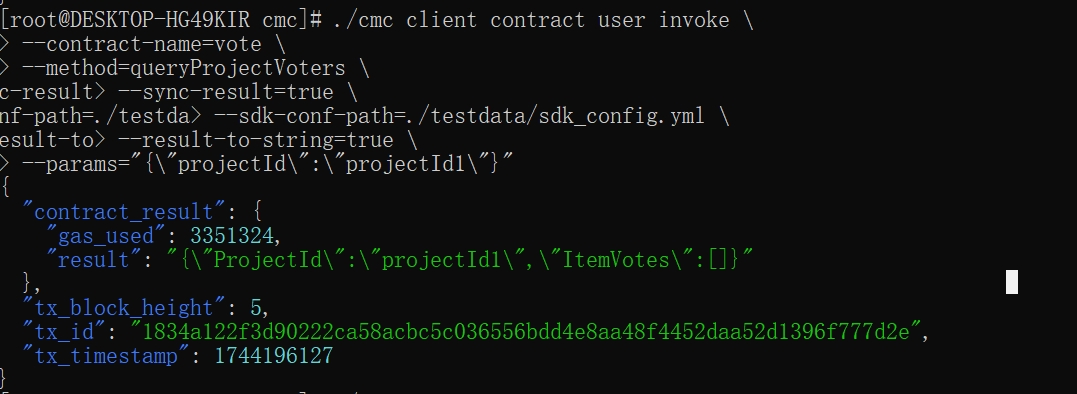 [root@DESKTOP-HG49KIR cmc]# ./cmc client contract user invoke \
> --contract-name=vote \
> --method=queryProjectVoters \
c-result> --sync-result=true \
nf-path=./testda> --sdk-conf-path=./testdata/sdk_config.yml \
esult-to> --result-to-string=true \
> --params="{\"projectId\":\"projectId1\"}"
{
  "contract_result": {
    "gas_used": 3351324,
    "result": "{\"ProjectId\":\"projectId1\",\"ItemVotes\":[]}"
  },
  "tx_block_height": 5,
  "tx_id": "1834a122f3d90222ca58acbc5c036556bdd4e8aa48f4452daa52d1396f777d2e",
  "tx_timestamp": 1744196127
}